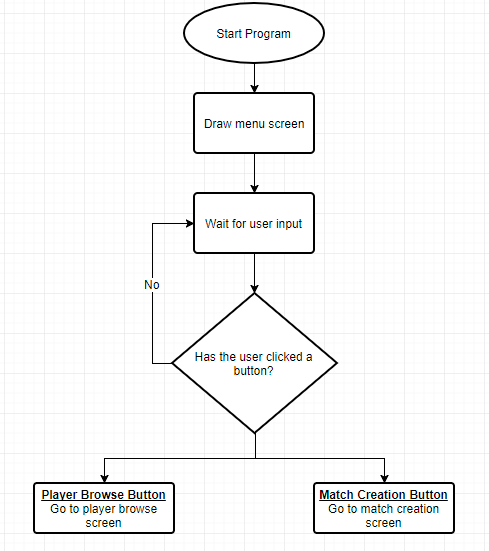 Start Program
Draw menu screen
Wait for user input
No
Has the user clicked a
button?
Player Browse Button
Go to player browse
screen
Match Creation Button
Go to match creation
screen